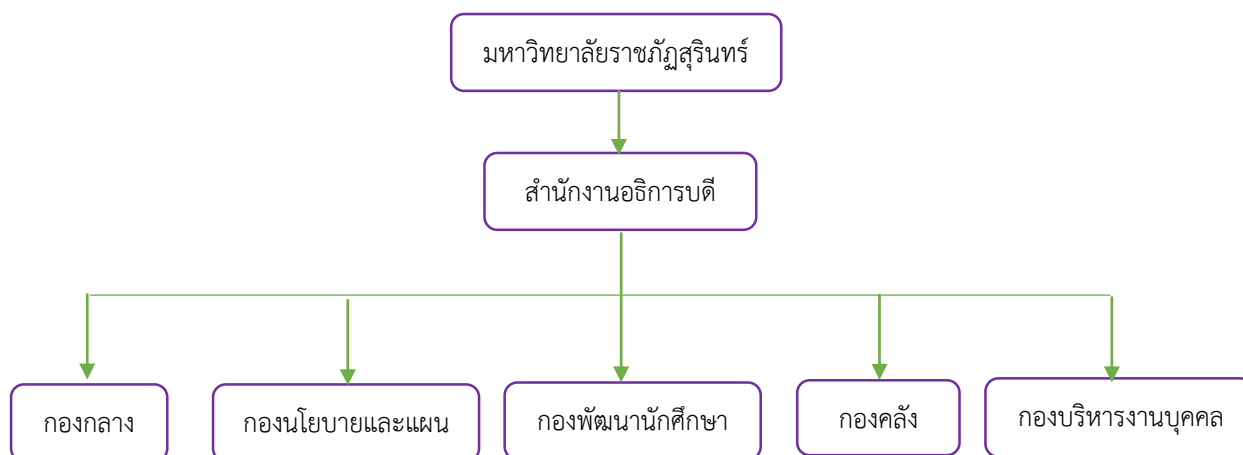 มหาวิทยาลัยราชภัฏสุรินทร์
สำนักงานอธิการบดี
กองกลาง
กองนโยบายและแผน
กองพัฒนานักศึกษา
กองคลัง
กองบริหารงานบุคคล